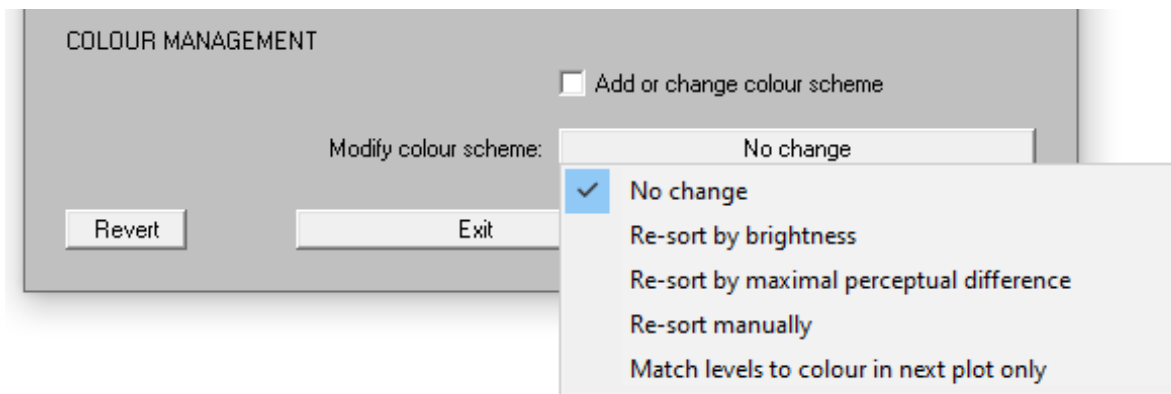 COLOUR MANAGEMENT
Add or change colour scheme
Modify colour scheme: No change
No change
Re-sort by brightness
Re-sort by maximal perceptual difference
Re-sort manually
Match levels to colour in next plot only
Revert Exit